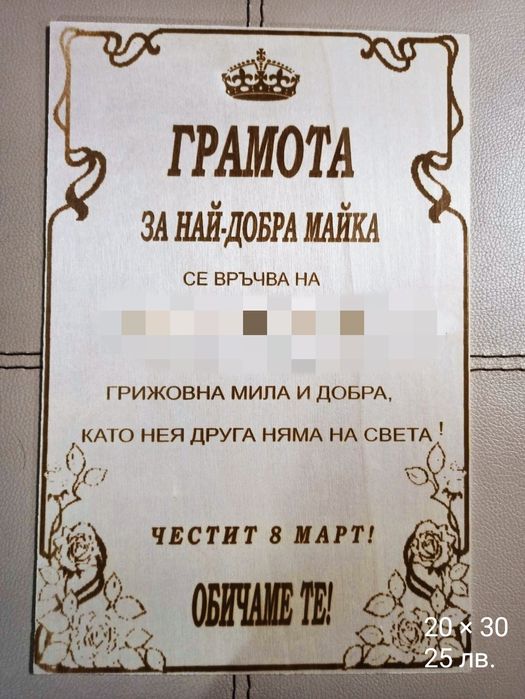 ГРАМОТА
ЗА НАЙ-ДОБРА МАЙКА
СЕ ВРЪЧВА НА
ГРИЖОВНА МИЛА И ДОБРА,
КАТО НЕЯ ДРУГА НЯМА НА СВЕТА!
ЧЕСТИТ 8 МАРТ!
ОБИЧАМЕ ТЕ!
20 × 30
25 лв.